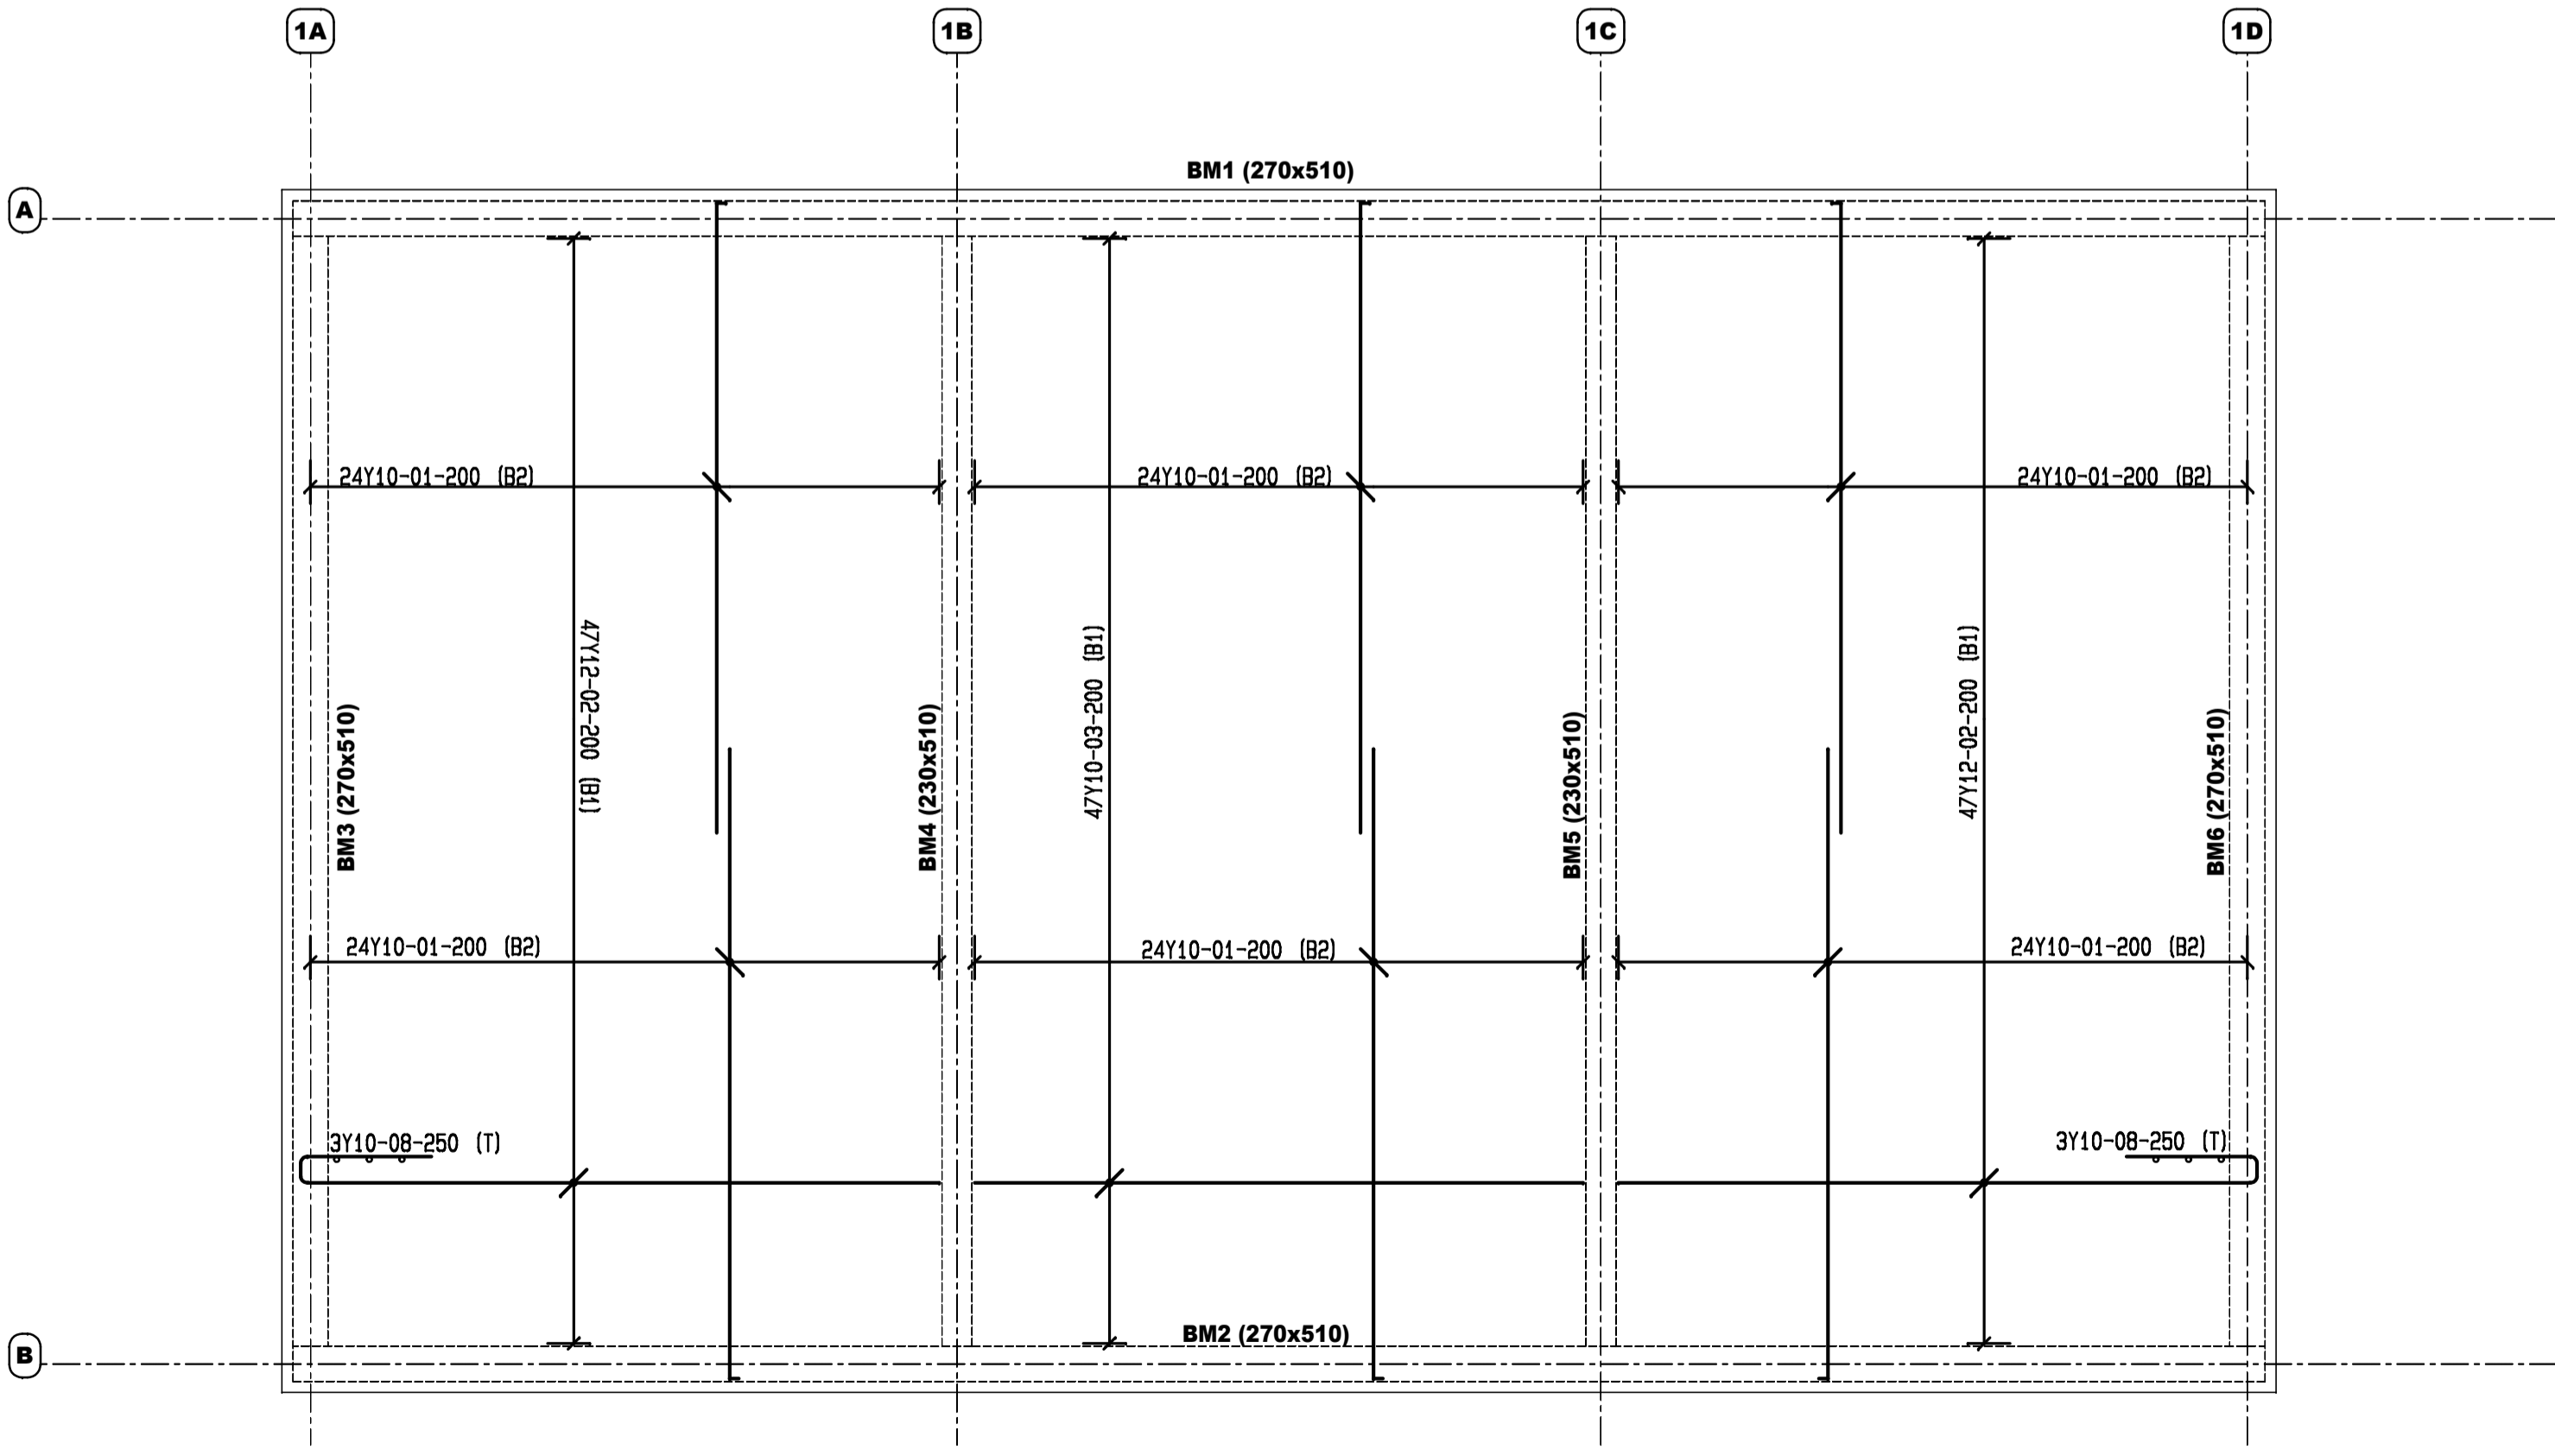 1A
1B
1C
1D
BM1 (270x510)
A
24Y10-01-200 (B2)
24Y10-01-200 (B2)
24Y10-01-200 (B2)
47Y12-02-200 (B1)
47Y10-03-200 (B1)
47Y12-02-200 (B1)
BM3 (270x510)
BM4 (230x510)
BM5 (230x510)
BM6 (270x510)
24Y10-01-200 (B2)
24Y10-01-200 (B2)
24Y10-01-200 (B2)
3Y10-08-250 (T)
3Y10-08-250 (T)
BM2 (270x510)
B